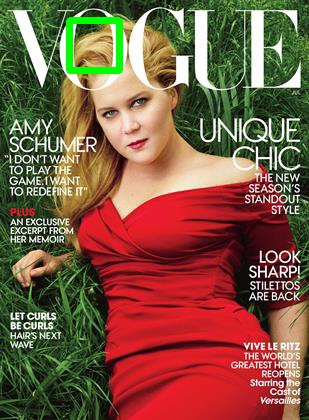 VOGUE
JUL
AMY
SCHUMER
"I DON'T WANT
TO PLAY THE
GAME. I WANT
TO REDEFINE IT"
PLUS
AN EXCLUSIVE
EXCERPT FROM
HER MEMOIR
UNIQUE
CHIC
THE NEW
SEASON'S
STANDOUT
STYLE
LOOK
SHARP!
STILETTOS
ARE BACK
LET CURLS
BE CURLS
HAIR'S NEXT
WAVE
VIVE LE RITZ
THE WORLD'S
GREATEST HOTEL
REOPENS
Starring the
Cast of
Versailles